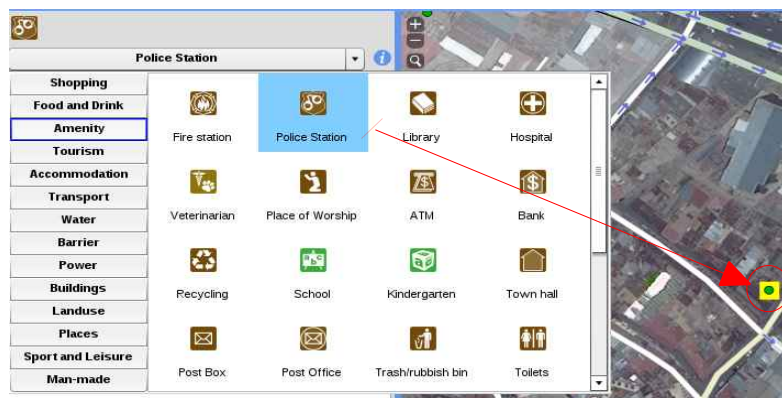 Police Station
Shopping
Food and Drink
Amenity
Tourism
Accommodation
Transport
Water
Barrier
Power
Buildings
Landuse
Places
Sport and Leisure
Man-made
Fire station
Police Station
Library
Hospital
Veterinarian
Place of Worship
ATM
Bank
Recycling
School
Kindergarten
Town hall
Post Box
Post Office
Trash/rubbish bin
Toilets